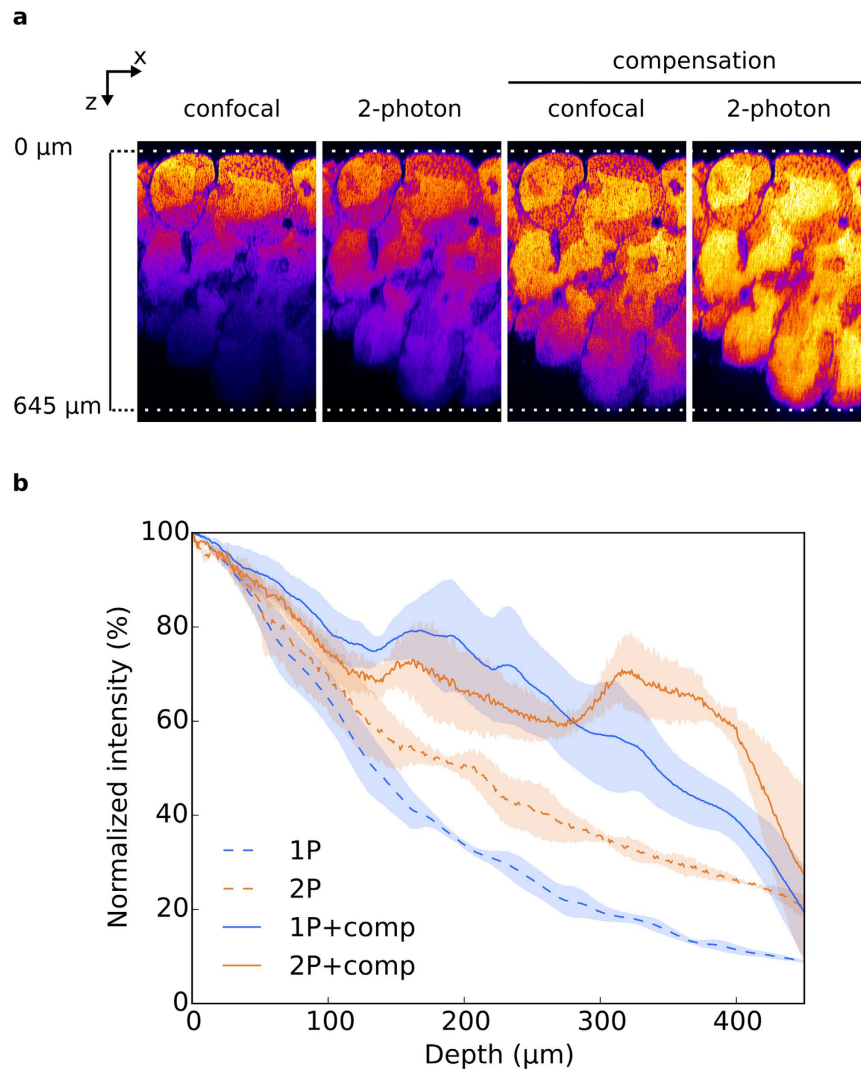 a
x
z
compensation
confocal
2-photon
confocal
2-photon
0 μm
645 μm
b
Normalized intensity (%)
100
80
60
40
20
0
1P
2P
1P+comp
2P+comp
0
100
200
300
400
Depth (μm)